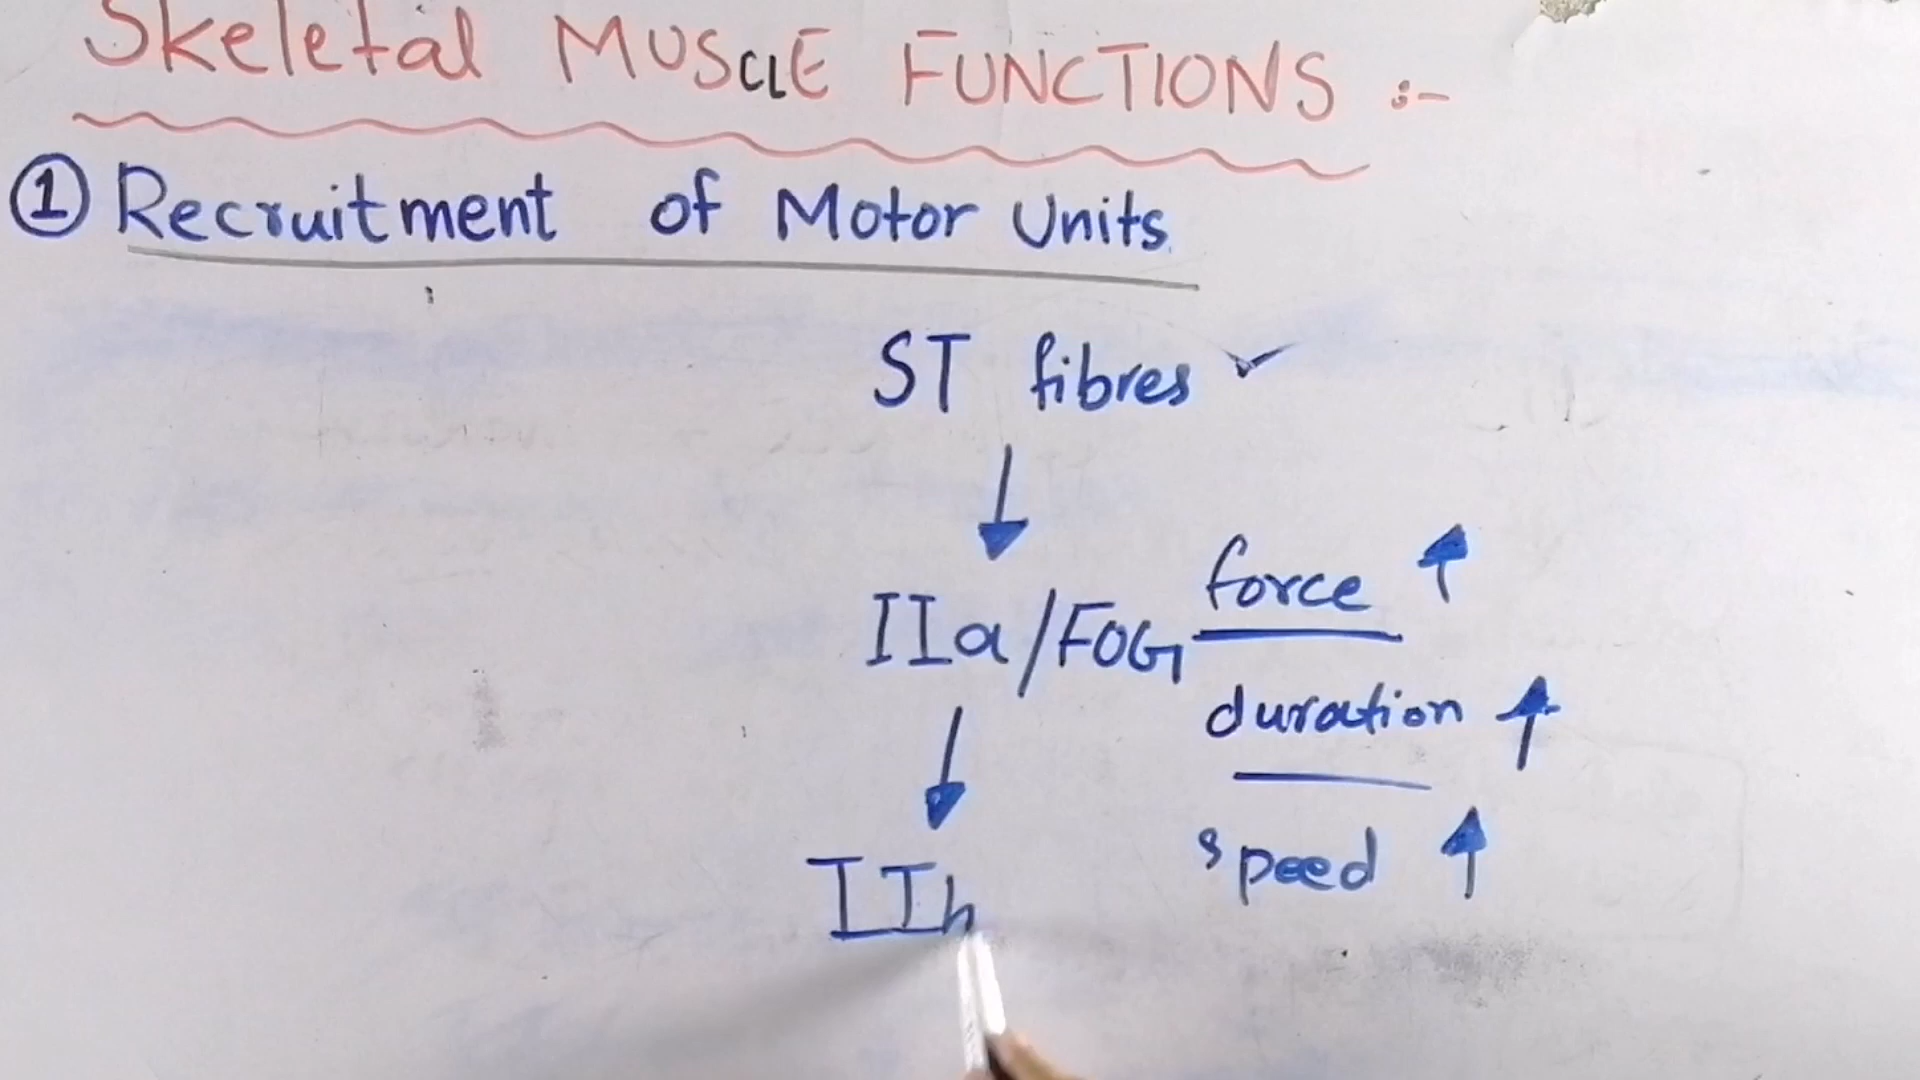 Skeletal MUSCLE FUNCTIONS :-
① Recruitment of Motor Units
ST fibres ✓
↓
IIa/FOG force ↑
duration ↑
↓
speed ↑
IIb